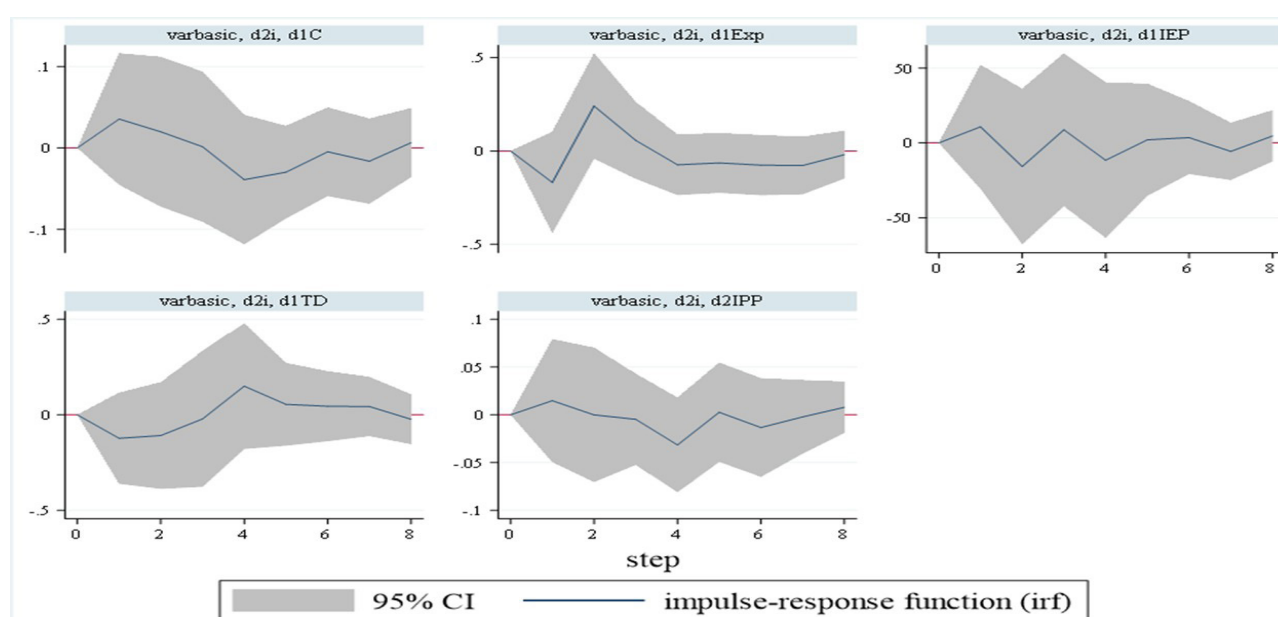 varbasic, d2i, d1C
varbasic, d2i, d1Exp
varbasic, d2i, d1IEP
.1
0
-.1
.5
0
-.5
50
0
-50
0 2 4 6 8
varbasic, d2i, d1TD
varbasic, d2i, d2IPP
.5
0
-.5
0 2 4 6 8
.1
.05
0
-.05
-.1
0 2 4 6 8
step
95% CI
impulse-response function (irf)